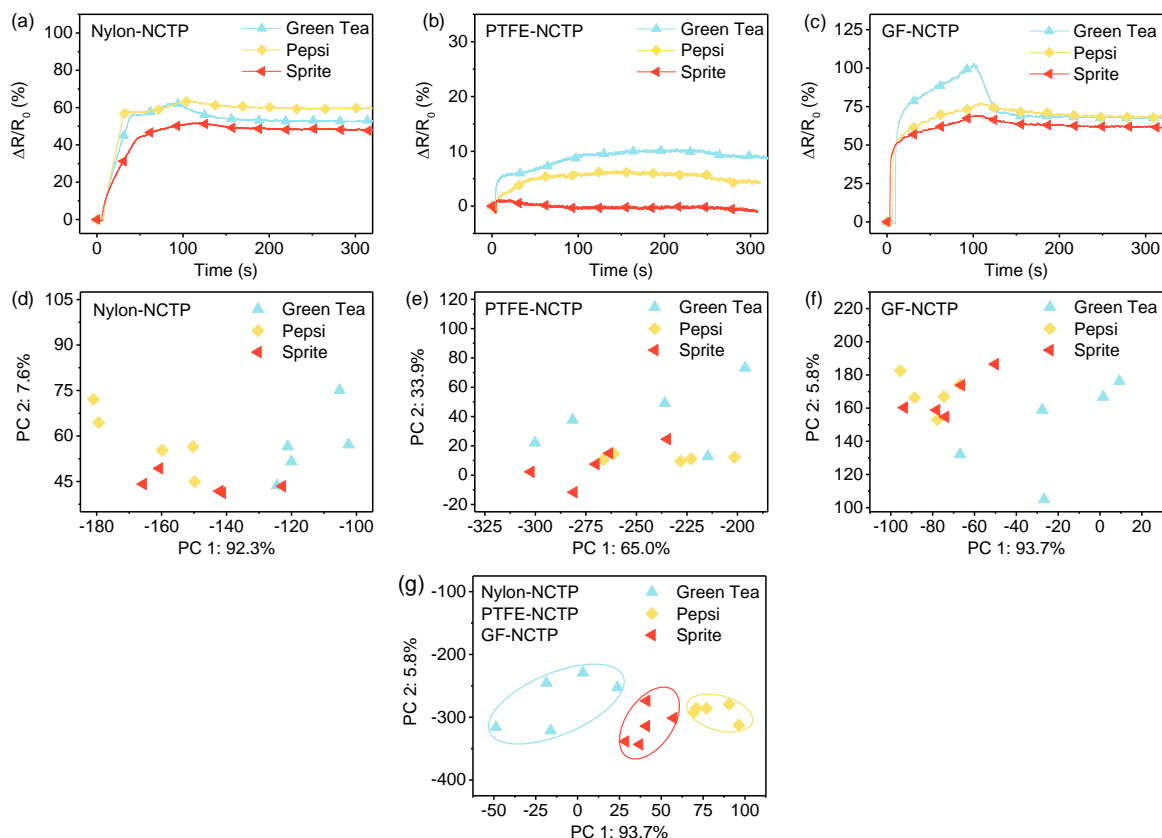 (a)
Nylon-NCTP
Green Tea
Pepsi
Sprite
100
80
60
40
20
0
ΔR/R0 (%)
0
100
200
300
Time (s)
(b)
PTFE-NCTP
Green Tea
Pepsi
Sprite
30
20
10
0
ΔR/R0 (%)
0
100
200
300
Time (s)
(c)
GF-NCTP
Green Tea
Pepsi
Sprite
125
100
75
50
25
0
ΔR/R0 (%)
0
100
200
300
Time (s)
(d)
Nylon-NCTP
Green Tea
Pepsi
Sprite
105
90
75
60
45
PC 2: 7.6%
-180
-160
-140
-120
-100
PC 1: 92.3%
(e)
PTFE-NCTP
Green Tea
Pepsi
Sprite
120
100
80
60
40
20
0
-20
PC 2: 33.9%
-325
-300
-275
-250
-225
-200
PC 1: 65.0%
(f)
GF-NCTP
Green Tea
Pepsi
Sprite
220
200
180
160
140
120
100
PC 2: 5.8%
-100
-80
-60
-40
-20
0
20
PC 1: 93.7%
(g)
Nylon-NCTP
PTFE-NCTP
GF-NCTP
Green Tea
Pepsi
Sprite
-100
-200
-300
-400
PC 2: 5.8%
-50
-25
0
25
50
75
100
PC 1: 93.7%